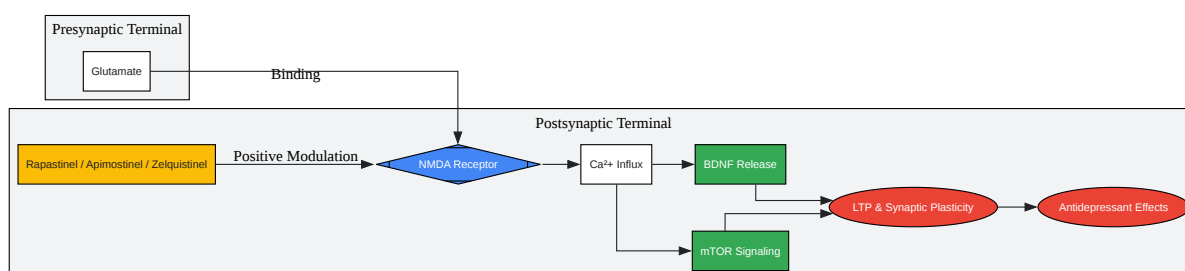 Presynaptic Terminal
Glutamate
Binding
Postsynaptic Terminal
Rapastinel / Apimostinel / Zelquistinel
Positive Modulation
NMDA Receptor
Ca²⁺ Influx
BDNF Release
LTP & Synaptic Plasticity
Antidepressant Effects
mTOR Signaling